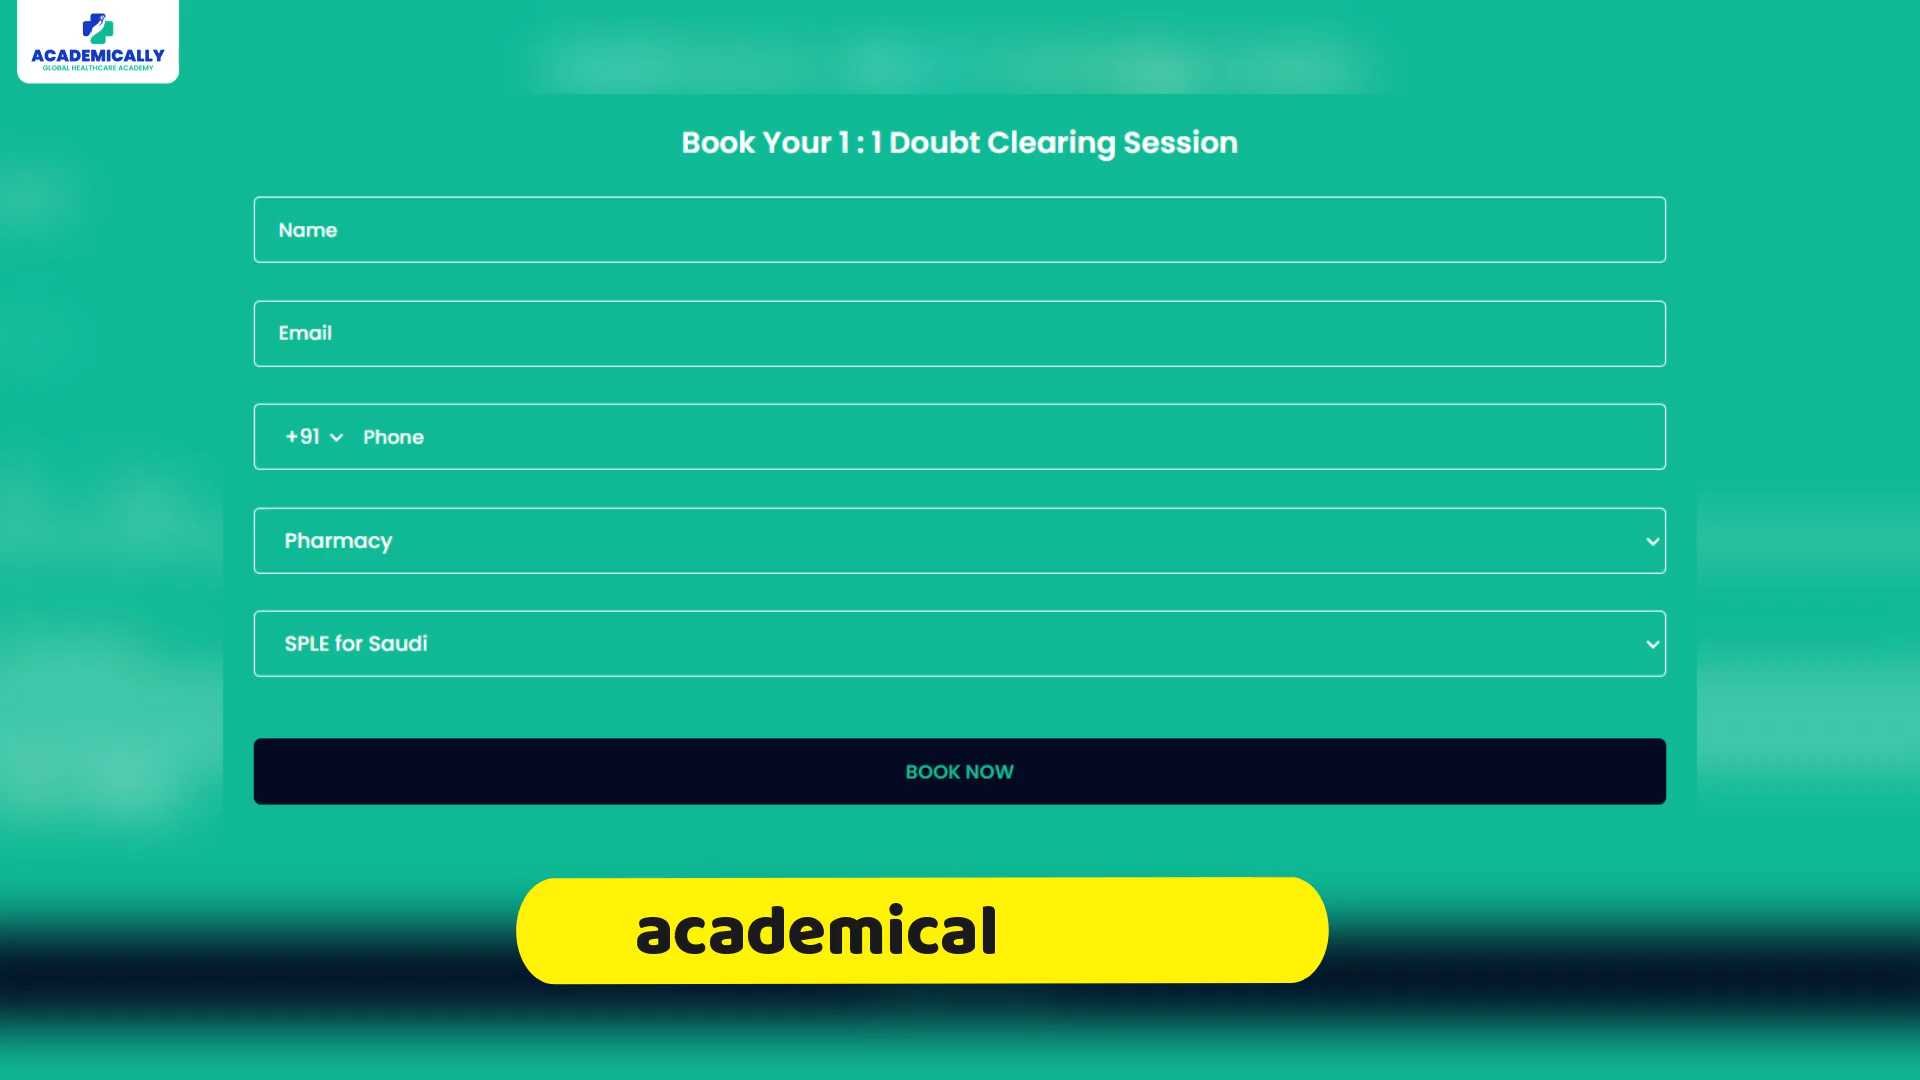 ACADEMICALLY
GLOBAL HEALTHCARE ACADEMY
Book Your 1 : 1 Doubt Clearing Session
Name
Email
+91 Phone
Pharmacy
SPLE for Saudi
BOOK NOW
academical